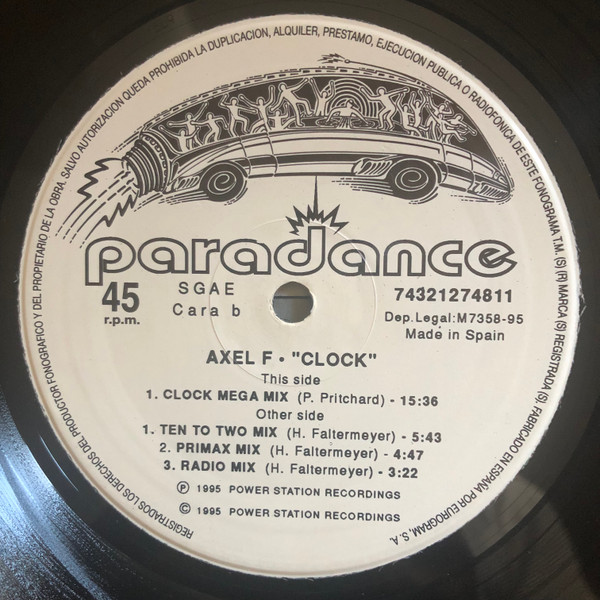 REGISTRADOS LOS DERECHOS DEL PRODUCTOR FONOGRAFICO Y DEL PROPIETARIO DE LA OBRA. SALVO AUTORIZACION QUEDA PROHIBIDA LA DUPLICACION, ALQUILER, PRESTAMO, EJECUCION PUBLICA O RADIOFONICA DE ESTE FONOGRAMA T.M. (S) (R) MARCA (S) REGISTRADA (S). FABRICADO EN ESPAÑA POR EUROGRAM, S.A.
paradance
45 SGAE 74321274811
r.p.m. Cara b Dep.Legal:M7358-95
Made in Spain
AXEL F • "CLOCK"
This side
1. CLOCK MEGA MIX (P. Pritchard) - 15:36
Other side
1. TEN TO TWO MIX (H. Faltermeyer) - 5:43
2. PRIMAX MIX (H. Faltermeyer) - 4:47
3. RADIO MIX (H. Faltermeyer) - 3:22
℗ 1995 POWER STATION RECORDINGS
© 1995 POWER STATION RECORDINGS